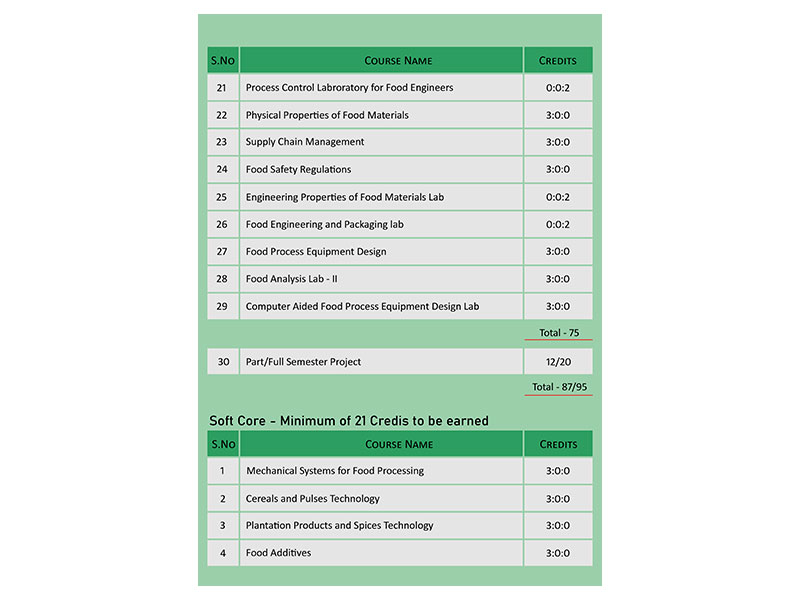 S.No Course Name Credits
21 Process Control Labroratory for Food Engineers 0:0:2
22 Physical Properties of Food Materials 3:0:0
23 Supply Chain Management 3:0:0
24 Food Safety Regulations 3:0:0
25 Engineering Properties of Food Materials Lab 0:0:2
26 Food Engineering and Packaging lab 0:0:2
27 Food Process Equipment Design 3:0:0
28 Food Analysis Lab - II 3:0:0
29 Computer Aided Food Process Equipment Design Lab 3:0:0
Total - 75
30 Part/Full Semester Project 12/20
Total - 87/95
Soft Core - Minimum of 21 Credis to be earned
S.No Course Name Credits
1 Mechanical Systems for Food Processing 3:0:0
2 Cereals and Pulses Technology 3:0:0
3 Plantation Products and Spices Technology 3:0:0
4 Food Additives 3:0:0